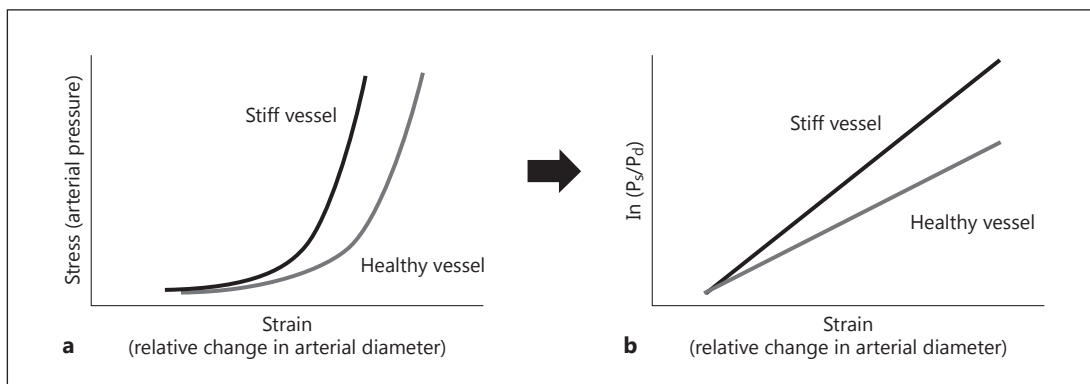 Stress (arterial pressure)
Stiff vessel
Healthy vessel
Strain
(relative change in arterial diameter)
a
ln (Ps/Pd)
Stiff vessel
Healthy vessel
Strain
(relative change in arterial diameter)
b